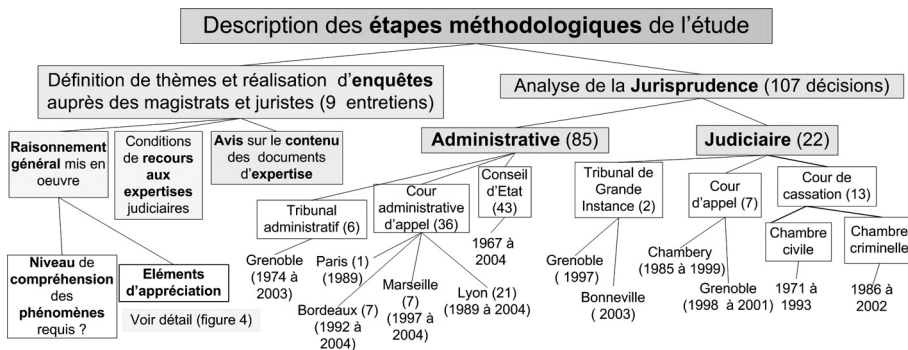 Description des étapes méthodologiques de l'étude
Définition de thèmes et réalisation d'enquêtes
auprès des magistrats et juristes (9 entretiens)
Analyse de la Jurisprudence (107 décisions)
Raisonnement
général mis en
oeuvre
Conditions
de recours
aux
expertises
judiciaires
Avis sur le contenu
des documents
d'expertise
Administrative (85)
Judiciaire (22)
Niveau de
compréhension
des
phénomènes
requis ?
Eléments
d'appréciation
Voir détail (figure 4)
Tribunal
administratif (6)
Cour
administrative
d'appel (36)
Conseil
d'Etat
(43)
Grenoble
(1974 à
2003)
Paris (1)
(1989)
Bordeaux (7)
(1992 à
2004)
Marseille
(7)
(1997 à
2004)
Lyon (21)
(1989 à 2004)
1967 à
2004
Tribunal de
Grande
Instance (2)
Cour
d'appel (7)
Cour de
cassation (13)
Grenoble
( 1997)
Bonneville
( 2003)
Chambery
(1985 à 1999)
Grenoble
(1998 à 2001)
Chambre
civile
Chambre
criminelle
1971 à
1993
1986 à
2002